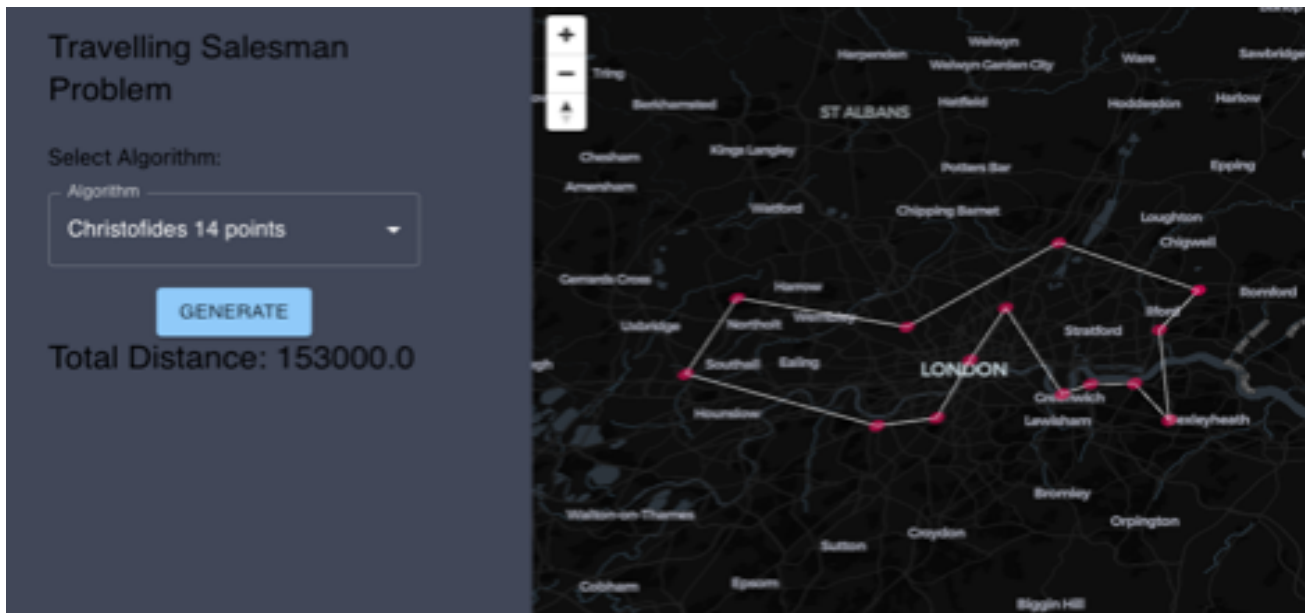 Travelling Salesman
Problem
Select Algorithm:
Algorithm
Christofides 14 points
GENERATE
Total Distance: 153000.0
+
−
Welwyn
Harpenden
Welwyn Garden City
Ware
Sawbridge
Tring
Berkhamsted
ST ALBANS
Hatfield
Hoddesdon
Harlow
Chesham
Kings Langley
Potters Bar
Epping
Amersham
Watford
Chipping Barnet
Loughton
Chigwell
Gerrards Cross
Harrow
Romford
Ilford
Uxbridge
Northolt
Wembley
Stratford
Southall
Ealing
LONDON
Greenwich
Hounslow
Lewisham
exleyheath
Bromley
Walton-on-Thames
Orpington
Croydon
Sutton
Cobham
Epsom
Biggin Hill